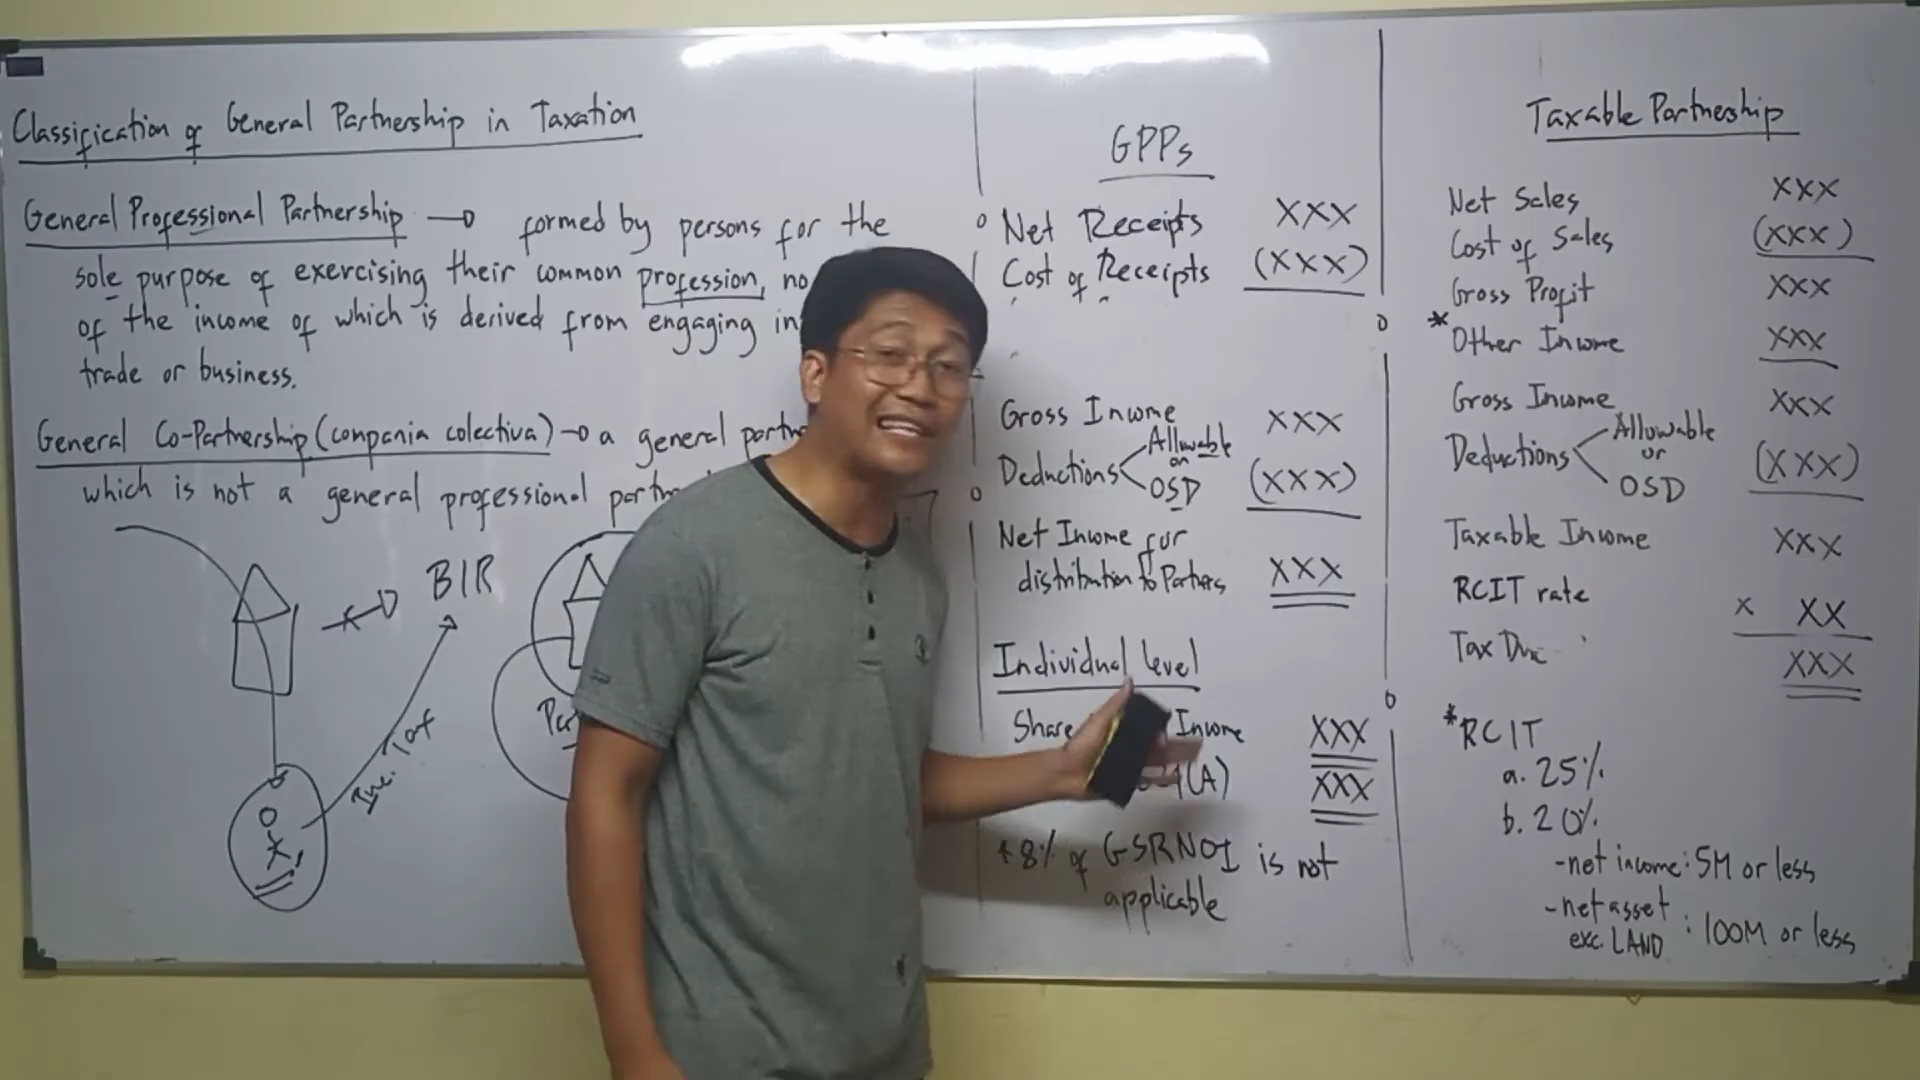 Classification of General Partnership in Taxation
General Professional Partnership → formed by persons for the
sole purpose of exercising their common profession, no
of the income of which is derived from engaging in
trade or business.
General Co-Partnership (compania colectiva) → a general partne
which is not a general professional partn
BIR
Inc. Tax
Par
GPPs
Net Receipts XXX
Cost of Receipts (XXX)
Gross Income XXX
Deductions Allowable or OSD (XXX)
Net Income for
distribution to Partners XXX
Individual level
Share Income XXX
(A) XXX
* 8% of GSRNOI is not
applicable
Taxable Partnership
Net Sales XXX
Cost of Sales (XXX)
Gross Profit XXX
* Other Income XXX
Gross Income XXX
Deductions Allowable or OSD (XXX)
Taxable Income XXX
RCIT rate x XX
Tax Due XXX
* RCIT
a. 25%
b. 20%
- net income: 5M or less
- net asset
exc. LAND : 100M or less